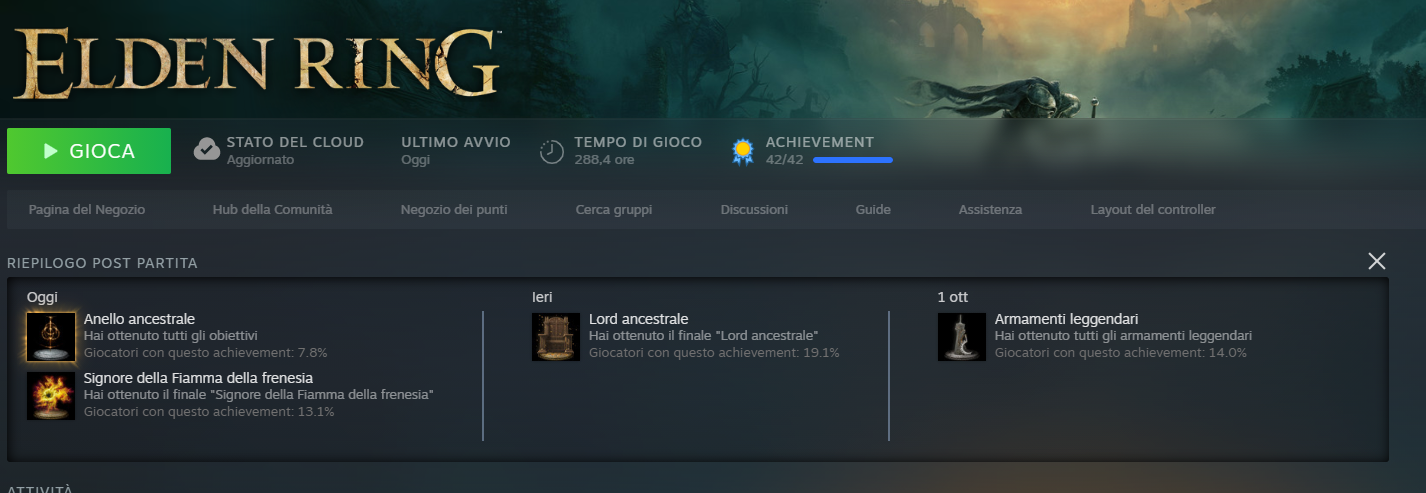 ELDEN RING
GIOCA
STATO DEL CLOUD
Aggiornato
ULTIMO AVVIO
Oggi
TEMPO DI GIOCO
288,4 ore
ACHIEVEMENT
42/42
Pagina del Negozio
Hub della Comunità
Negozio dei punti
Cerca gruppi
Discussioni
Guide
Assistenza
Layout del controller
RIEPILOGO POST PARTITA
Oggi
Anello ancestrale
Hai ottenuto tutti gli obiettivi
Giocatori con questo achievement: 7.8%
Signore della Fiamma della frenesia
Hai ottenuto il finale "Signore della Fiamma della frenesia"
Giocatori con questo achievement: 13.1%
Ieri
Lord ancestrale
Hai ottenuto il finale "Lord ancestrale"
Giocatori con questo achievement: 19.1%
1 ott
Armamenti leggendari
Hai ottenuto tutti gli armamenti leggendari
Giocatori con questo achievement: 14.0%
ATTIVITÀ